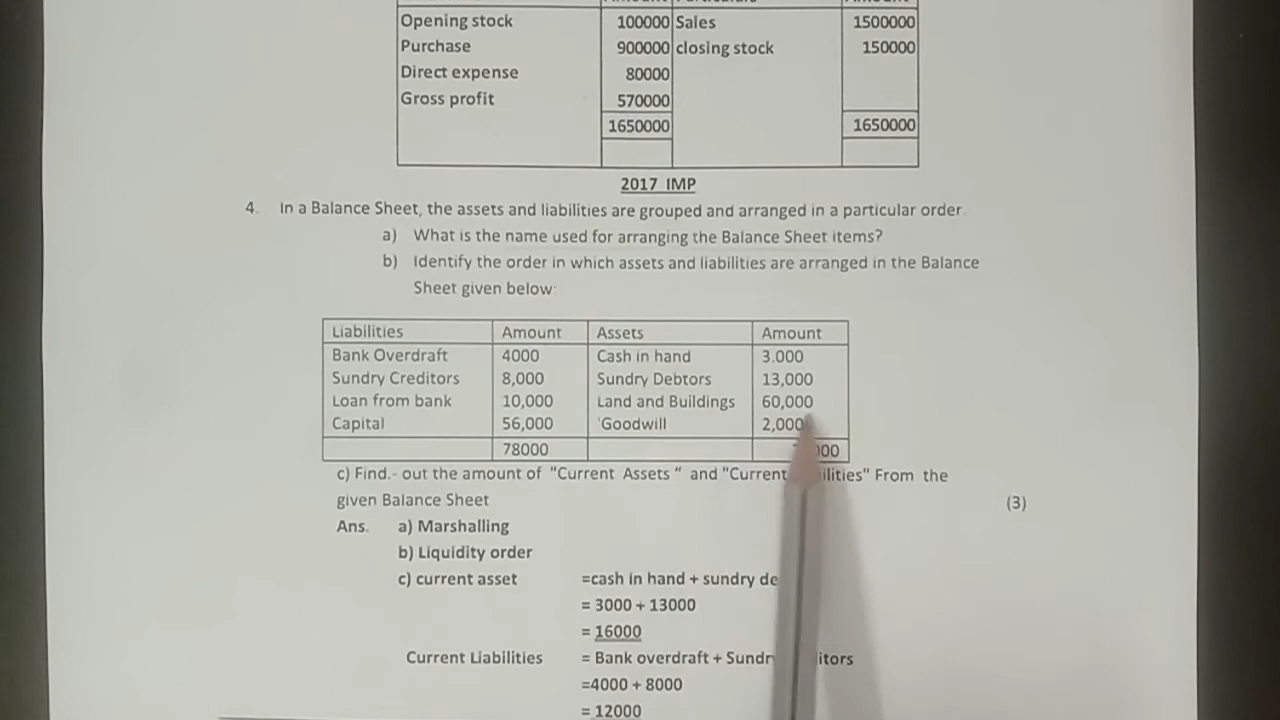 Opening stock 100000 Sales 1500000
Purchase 900000 closing stock 150000
Direct expense 80000
Gross profit 570000
1650000 1650000
2017 IMP
4. In a Balance Sheet, the assets and liabilities are grouped and arranged in a particular order
a) What is the name used for arranging the Balance Sheet items?
b) Identify the order in which assets and liabilities are arranged in the Balance
Sheet given below:
Liabilities Amount Assets Amount
Bank Overdraft 4000 Cash in hand 3.000
Sundry Creditors 8,000 Sundry Debtors 13,000
Loan from bank 10,000 Land and Buildings 60,000
Capital 56,000 'Goodwill 2,000
78000
c) Find.- out the amount of "Current Assets " and "Current From the
given Balance Sheet (3)
Ans. a) Marshalling
b) Liquidity order
c) current asset =cash in hand + sundry
= 3000 + 13000
= 16000
Current Liabilities = Bank overdraft +
=4000 + 8000
= 12000